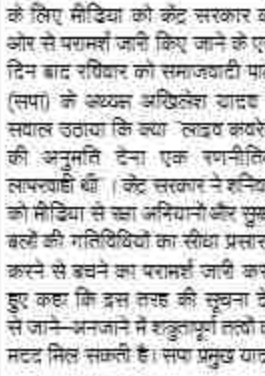 के लिए मीडिया को केंद्र सरकार
ओर से परामर्श जारी किए जाने के ए
दिन बाद रविवार को समाजवादी पा
(सपा) के अध्यक्ष अखिलेश यादव
सवाल उठाया कि क्या लाइव कवरे
की अनुमति देना एक रणनीति
लापरवाही थी । केंद्र सरकार ने शनिव
को मीडिया से रक्षा अभियानों और सुरक्ष
बलों की गतिविधियों का सीधा प्रसार
करने से बचने का परामर्श जारी कर
हुए कहा कि इस तरह की सूचना दे
से जाने-अनजाने में शत्रुतापूर्ण तत्वों
मदद मिल सकती है। सपा प्रमुख याद